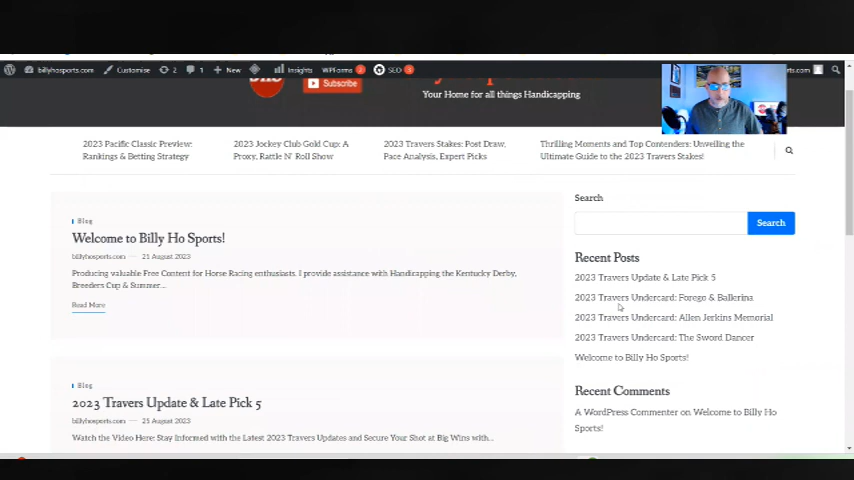 billyhosports.com Customise 2 1 New Insights WPForms 2 SEO 3
Subscribe
Your Home for all things Handicapping
2023 Pacific Classic Preview:
Rankings & Betting Strategy
2023 Jockey Club Gold Cup: A
Proxy, Rattle N' Roll Show
2023 Travers Stakes: Post Draw,
Pace Analysis, Expert Picks
Thrilling Moments and Top Contenders: Unveiling the
Ultimate Guide to the 2023 Travers Stakes!
Blog
Welcome to Billy Ho Sports!
billyhosports.com — 25 August 2023
Producing valuable Free Content for Horse Racing enthusiasts. I provide assistance with Handicapping the Kentucky Derby,
Breeders Cup & Summer...
Read More
Blog
2023 Travers Update & Late Pick 5
billyhosports.com — 25 August 2023
Watch the Video Here: Stay Informed with the Latest 2023 Travers Updates and Secure Your Shot at Big Wins with...
Search
Search
Recent Posts
2023 Travers Update & Late Pick 5
2023 Travers Undercard: Forego & Ballerina
2023 Travers Undercard: Allen Jerkins Memorial
2023 Travers Undercard: The Sword Dancer
Welcome to Billy Ho Sports!
Recent Comments
A WordPress Commenter on Welcome to Billy Ho
Sports!